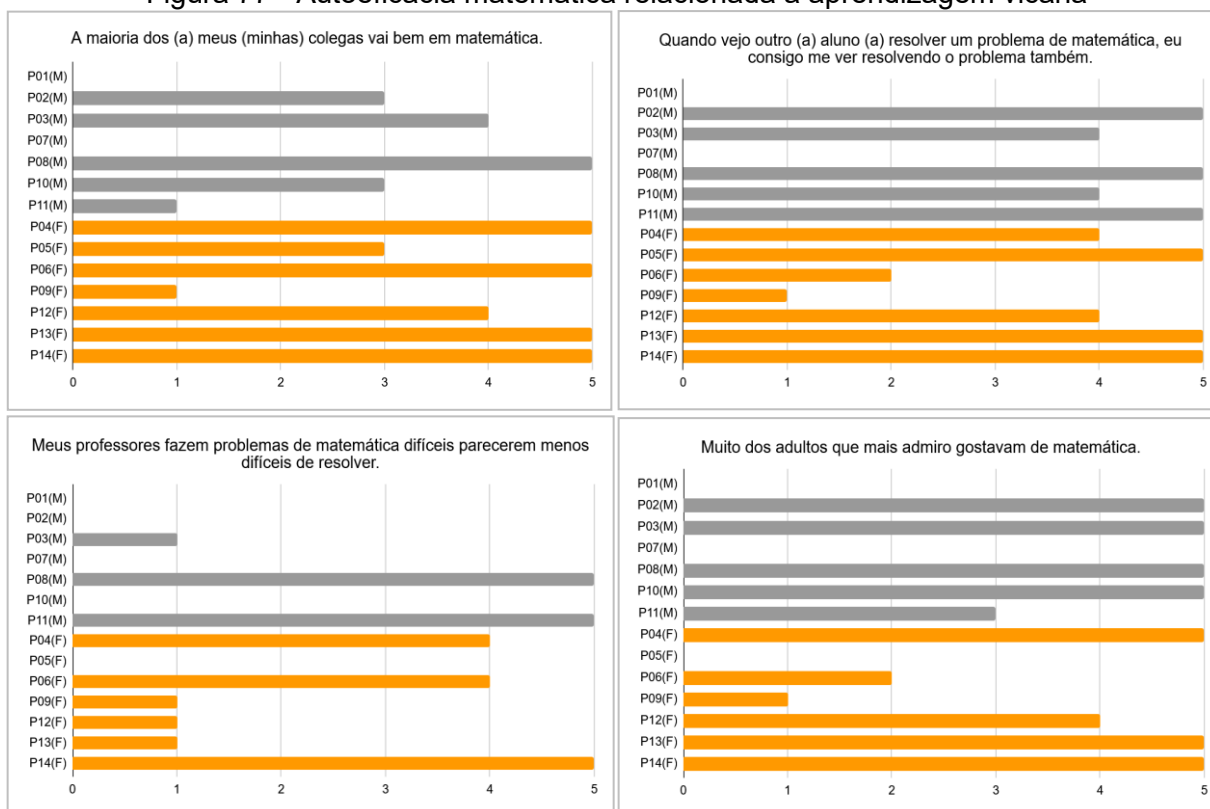 Figura 77 - Autoeficácia matemática relacionada à aprendizagem vicária
A maioria dos (a) meus (minhas) colegas vai bem em matemática.
P01(M)
P02(M)
P03(M)
P07(M)
P08(M)
P10(M)
P11(M)
P04(F)
P05(F)
P06(F)
P09(F)
P12(F)
P13(F)
P14(F)
0 1 2 3 4 5
Quando vejo outro (a) aluno (a) resolver um problema de matemática, eu
consigo me ver resolvendo o problema também.
P01(M)
P02(M)
P03(M)
P07(M)
P08(M)
P10(M)
P11(M)
P04(F)
P05(F)
P06(F)
P09(F)
P12(F)
P13(F)
P14(F)
0 1 2 3 4 5
Meus professores fazem problemas de matemática difíceis parecerem menos
difíceis de resolver.
P01(M)
P02(M)
P03(M)
P07(M)
P08(M)
P10(M)
P11(M)
P04(F)
P05(F)
P06(F)
P09(F)
P12(F)
P13(F)
P14(F)
0 1 2 3 4 5
Muito dos adultos que mais admiro gostavam de matemática.
P01(M)
P02(M)
P03(M)
P07(M)
P08(M)
P10(M)
P11(M)
P04(F)
P05(F)
P06(F)
P09(F)
P12(F)
P13(F)
P14(F)
0 1 2 3 4 5